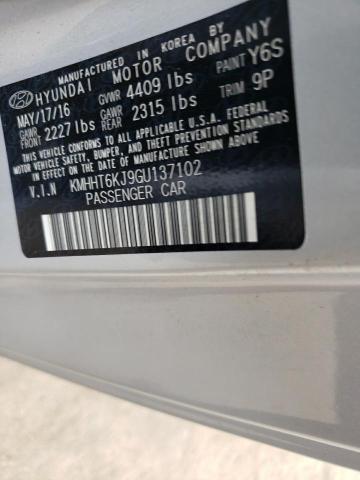 MANUFACTURED IN KOREA BY
HYUNDAI MOTOR COMPANY
MAY/17/16 GVWR 4409 lbs PAINT Y6S
GAWR FRONT 2227 lbs GAWR REAR 2315 lbs TRIM 9P
THIS VEHICLE CONFORMS TO ALL APPLICABLE U.S.A. FEDERAL
MOTOR VEHICLE SAFETY, BUMPER, AND THEFT PREVENTION STANDARDS
IN EFFECT ON THE DATE OF MANUFACTURE SHOWN ABOVE.
V.I.N KMHHT6KJ9GU137102
PASSENGER CAR